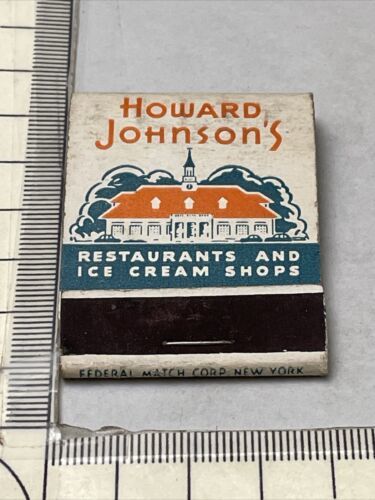 HOWARD
JOHNSON'S
RESTAURANTS AND
ICE CREAM SHOPS
FEDERAL MATCH CORP. NEW YORK